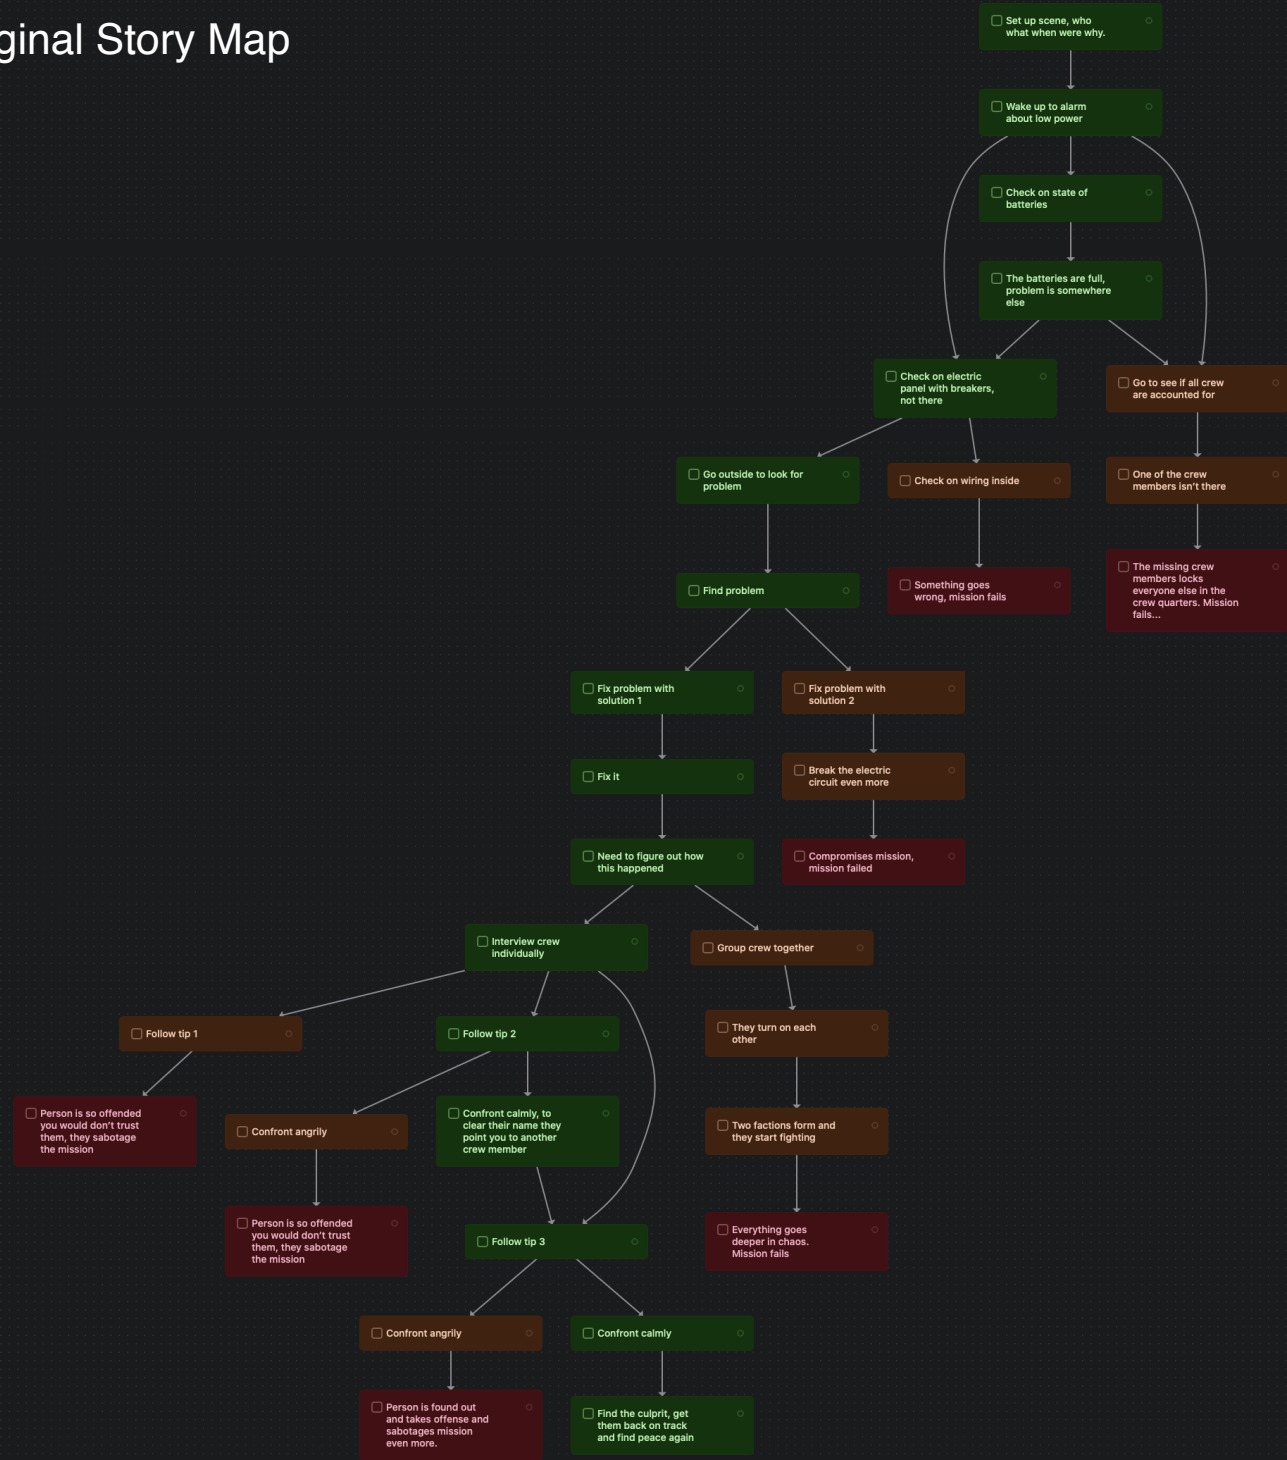 ginal Story Map
Set up scene, who
what when were why.
Wake up to alarm
about low power
Check on state of
batteries
The batteries are full,
problem is somewhere
else
Check on electric
panel with breakers,
not there
Go to see if all crew
are accounted for
Go outside to look for
problem
Check on wiring inside
One of the crew
members isn't there
Find problem
Something goes
wrong, mission fails
The missing crew
members locks
everyone else in the
crew quarters. Mission
fails...
Fix problem with
solution 1
Fix problem with
solution 2
Fix it
Break the electric
circuit even more
Need to figure out how
this happened
Compromises mission,
mission failed
Interview crew
individually
Group crew together
Follow tip 1
Follow tip 2
They turn on each
other
Person is so offended
you would don't trust
them, they sabotage
the mission
Confront angrily
Confront calmly, to
clear their name they
point you to another
crew member
Two factions form and
they start fighting
Person is so offended
you would don't trust
them, they sabotage
the mission
Follow tip 3
Everything goes
deeper in chaos.
Mission fails
Confront angrily
Confront calmly
Person is found out
and takes offense and
sabotages mission
even more.
Find the culprit, get
them back on track
and find peace again